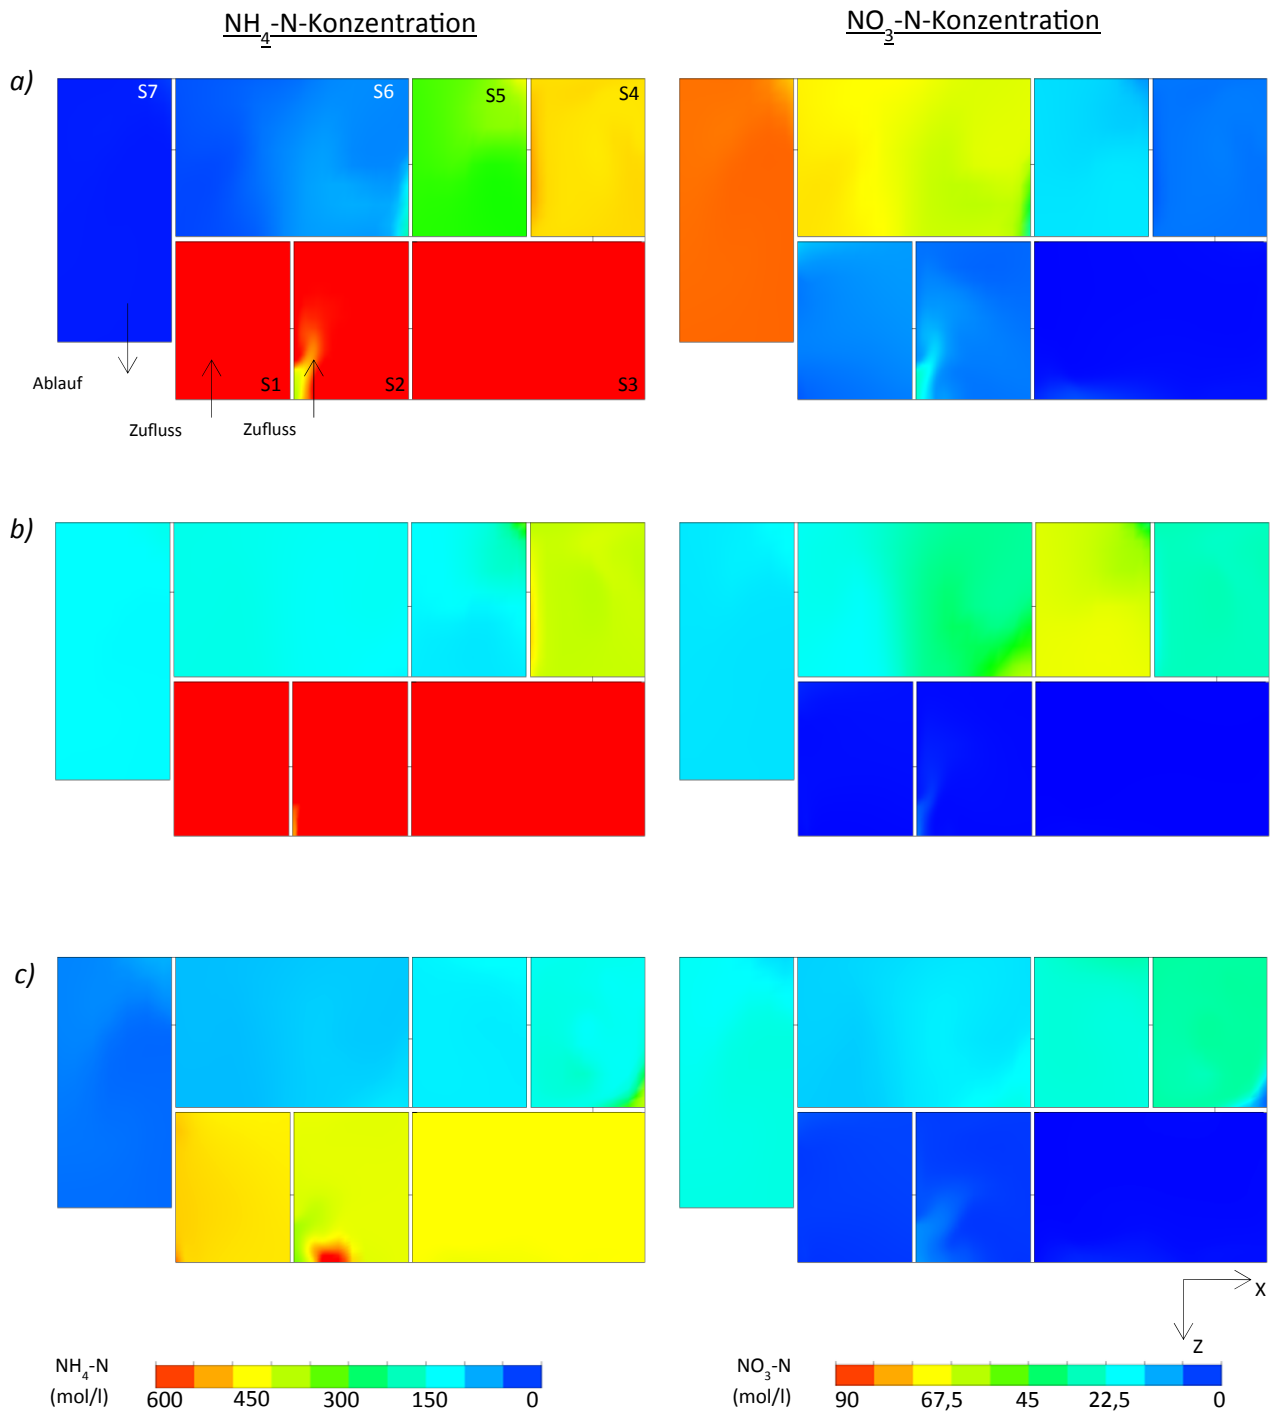 NH4-N-Konzentration NO3-N-Konzentration
a)
S7 S6 S5 S4
S1 S2 S3
Ablauf
Zufluss Zufluss
b)
c)
X
Z
NH4-N
(mol/l)
600 450 300 150 0
NO3-N
(mol/l)
90 67,5 45 22,5 0